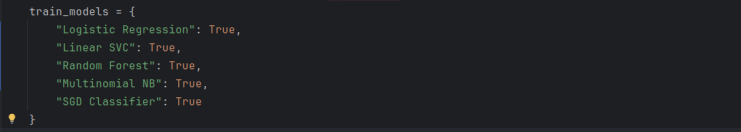 train_models = {
    "Logistic Regression": True,
    "Linear SVC": True,
    "Random Forest": True,
    "Multinomial NB": True,
    "SGD Classifier": True
}